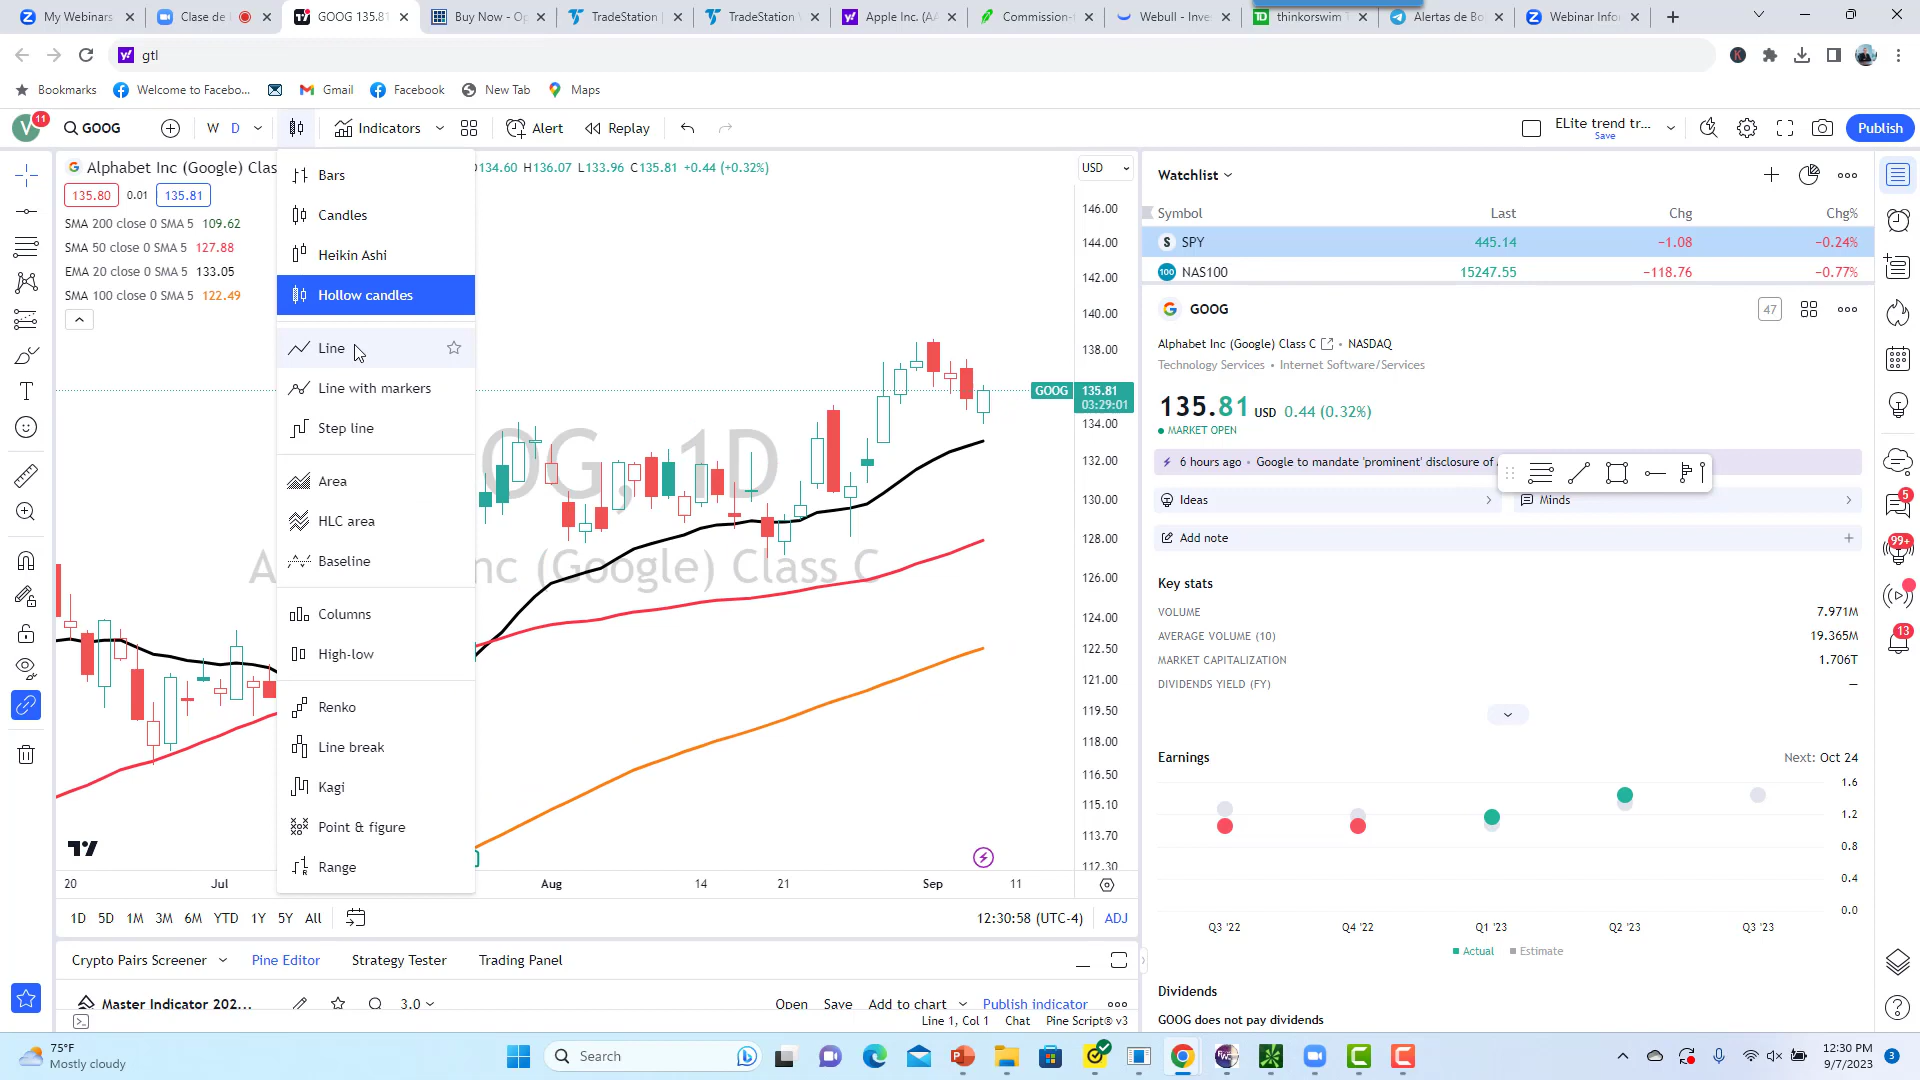 My Webinars
Clase de
GOOG 135.81
Buy Now - Op
TradeStation
TradeStation
Apple Inc. (AA
Commission-
Webull - Inve
thinkorswim T
Alertas de Bo
Webinar Info
gtl
Bookmarks
Welcome to Facebo...
Gmail
Facebook
New Tab
Maps
V
11
GOOG
W
D
Indicators
Alert
Replay
ELite trend tr...
Save
Publish
Alphabet Inc (Google) Clas
134.60 H136.07 L133.96 C135.81 +0.44 (+0.32%)
USD
135.80
0.01
135.81
SMA 200 close 0 SMA 5 109.62
SMA 50 close 0 SMA 5 127.88
EMA 20 close 0 SMA 5 133.05
SMA 100 close 0 SMA 5 122.49
Bars
Candles
Heikin Ashi
Hollow candles
Line
Line with markers
Step line
Area
HLC area
Baseline
Columns
High-low
Renko
Line break
Kagi
Point & figure
Range
OG, 1D
A
nc (Google) Class C
146.00
144.00
142.00
140.00
138.00
GOOG
135.81
03:29:01
134.00
132.00
130.00
128.00
126.00
124.00
122.50
121.00
119.50
118.00
116.50
115.10
113.70
112.30
20
Jul
Aug
14
21
Sep
11
1D 5D 1M 3M 6M YTD 1Y 5Y All
12:30:58 (UTC-4)
ADJ
Crypto Pairs Screener
Pine Editor
Strategy Tester
Trading Panel
Master Indicator 202...
3.0
Open
Save
Add to chart
Publish indicator
Line 1, Col 1
Chat
Pine Script® v3
Watchlist
Symbol
Last
Chg
Chg%
S
SPY
445.14
−1.08
−0.24%
100
NAS100
15247.55
−118.76
−0.77%
GOOG
47
Alphabet Inc (Google) Class C
• NASDAQ
Technology Services • Internet Software/Services
135.81 USD 0.44 (0.32%)
MARKET OPEN
6 hours ago • Google to mandate 'prominent' disclosure of
Ideas
Minds
Add note
Key stats
VOLUME
7.971M
AVERAGE VOLUME (10)
19.365M
MARKET CAPITALIZATION
1.706T
DIVIDENDS YIELD (FY)
—
Earnings
Next: Oct 24
1.6
1.2
0.8
0.4
0.0
Q3 '22
Q4 '22
Q1 '23
Q2 '23
Q3 '23
Actual
Estimate
Dividends
GOOG does not pay dividends
5
99+
13
75°F
Mostly cloudy
Search
12:30 PM
9/7/2023
3